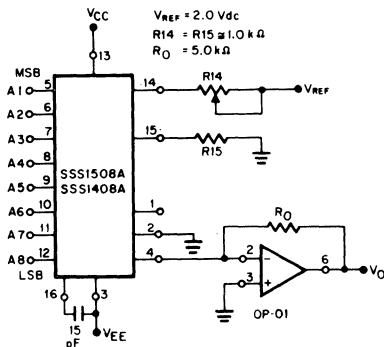 VCC
VREF = 2.0 Vdc
R14 = R15 ≅ 1.0 kΩ
RO = 5.0 kΩ
13
MSB
A1 5
A2 6
A3 7
A4 8
A5 9
A6 10
A7 11
A8 12
LSB
SSS1508A
SSS1408A
14
R14
VREF
15
R15
1
2
4
RO
2
−
3
+
6
VO
OP-01
16
3
15
pF
VEE